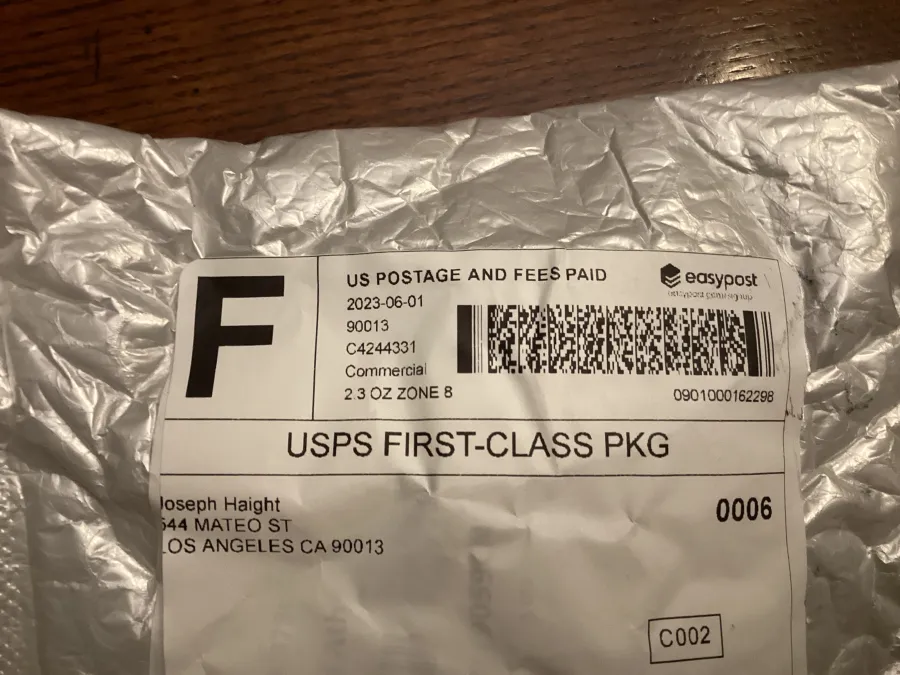 F
US POSTAGE AND FEES PAID
easypost
2023-06-01
90013
C4244331
Commercial
2.3 OZ ZONE 8
0901000162298
USPS FIRST-CLASS PKG
Joseph Haight
0006
544 MATEO ST
LOS ANGELES CA 90013
C002